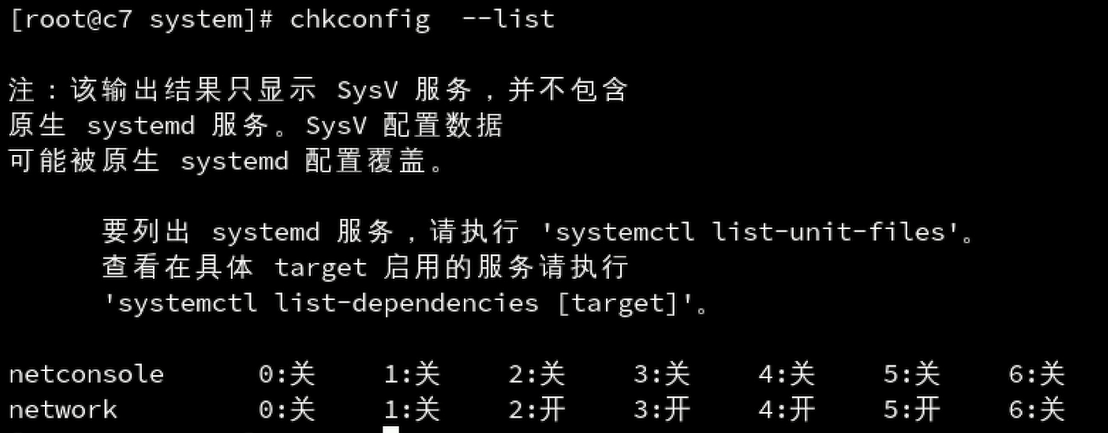 [root@c7 system]# chkconfig  --list
注：该输出结果只显示 SysV 服务，并不包含
原生 systemd 服务。SysV 配置数据
可能被原生 systemd 配置覆盖。
要列出 systemd 服务，请执行 'systemctl list-unit-files'。
查看在具体 target 启用的服务请执行
'systemctl list-dependencies [target]'。
netconsole 0:关 1:关 2:关 3:关 4:关 5:关 6:关
network 0:关 1:关 2:开 3:开 4:开 5:开 6:关